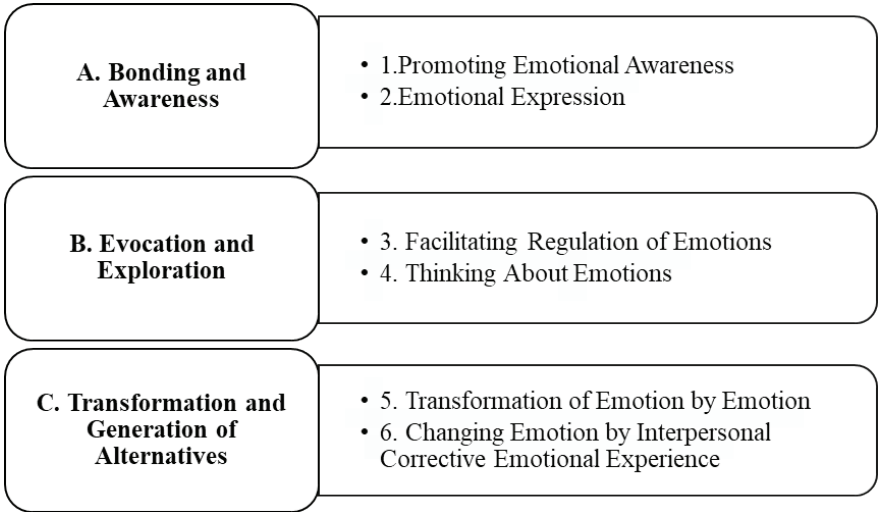 A. Bonding and
Awareness
• 1.Promoting Emotional Awareness
• 2.Emotional Expression
B. Evocation and
Exploration
• 3. Facilitating Regulation of Emotions
• 4. Thinking About Emotions
C. Transformation and
Generation of
Alternatives
• 5. Transformation of Emotion by Emotion
• 6. Changing Emotion by Interpersonal
Corrective Emotional Experience